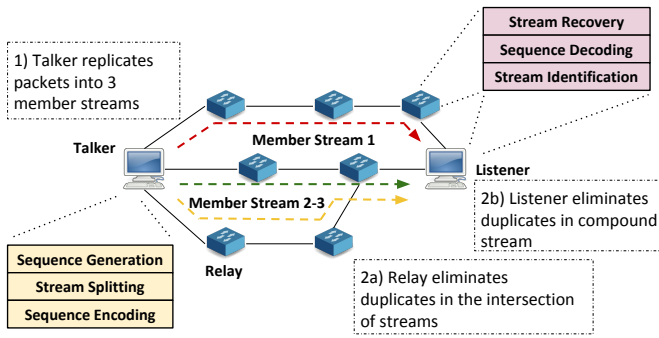 1) Talker replicates
packets into 3
member streams
Stream Recovery
Sequence Decoding
Stream Identification
Talker
Member Stream 1
Listener
Member Stream 2-3
2b) Listener eliminates
duplicates in compound
stream
Sequence Generation
Stream Splitting
Sequence Encoding
Relay
2a) Relay eliminates
duplicates in the intersection
of streams